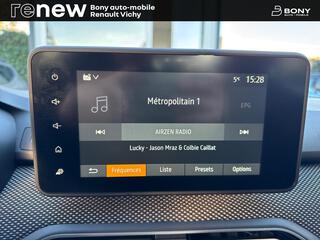 renew
Bony auto-mobile
Renault Vichy
BONY
AUTOMOBILES
5°C 15:28
Métropolitain 1
EPG
AIRZEN RADIO
Lucky - Jason Mraz & Colbie Caillat
Fréquences Liste Presets Options